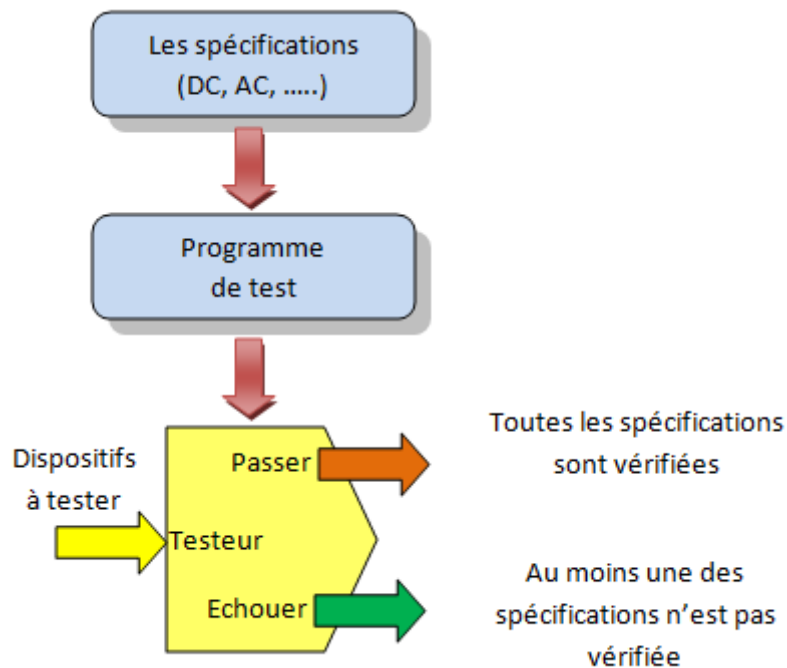 Les spécifications
(DC, AC, .....)
Programme
de test
Dispositifs
à tester
Testeur
Passer
Echouer
Toutes les spécifications
sont vérifiées
Au moins une des
spécifications n'est pas
vérifiée